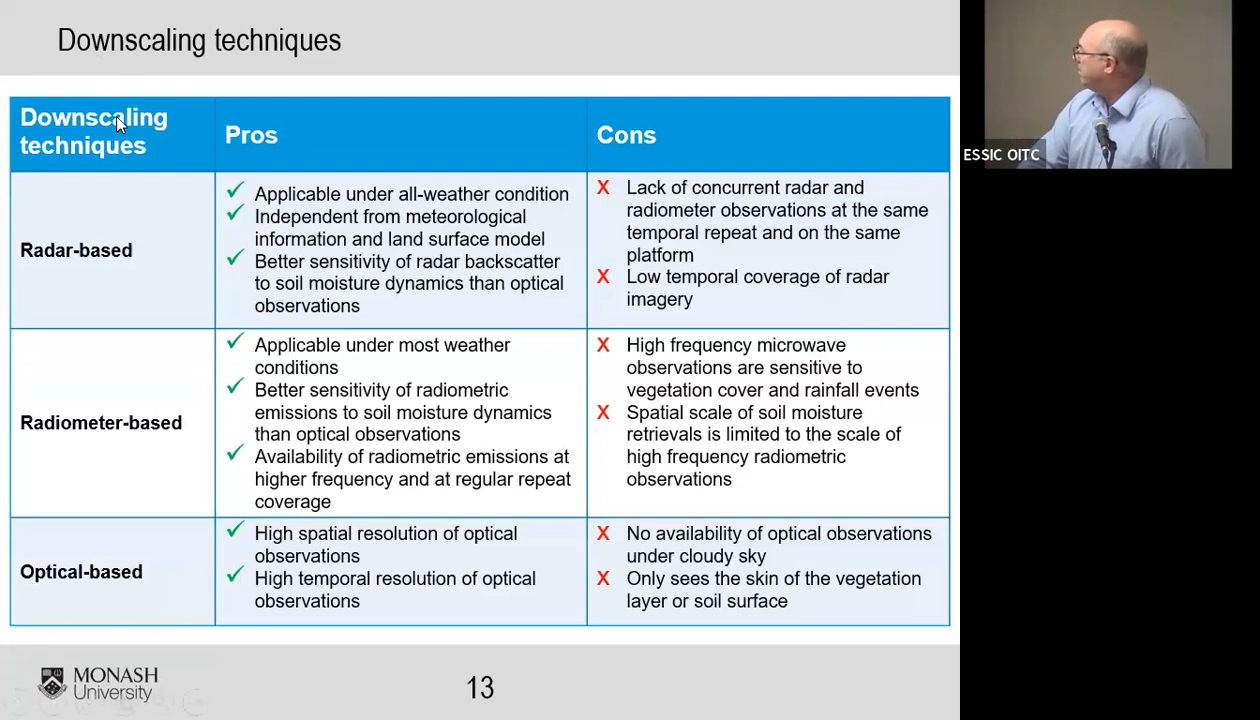 Downscaling techniques
Downscaling
techniques
Pros
Cons
Radar-based
✓ Applicable under all-weather condition
✓ Independent from meteorological
information and land surface model
✓ Better sensitivity of radar backscatter
to soil moisture dynamics than optical
observations
X Lack of concurrent radar and
radiometer observations at the same
temporal repeat and on the same
platform
X Low temporal coverage of radar
imagery
Radiometer-based
✓ Applicable under most weather
conditions
✓ Better sensitivity of radiometric
emissions to soil moisture dynamics
than optical observations
✓ Availability of radiometric emissions at
higher frequency and at regular repeat
coverage
X High frequency microwave
observations are sensitive to
vegetation cover and rainfall events
X Spatial scale of soil moisture
retrievals is limited to the scale of
high frequency radiometric
observations
Optical-based
✓ High spatial resolution of optical
observations
✓ High temporal resolution of optical
observations
X No availability of optical observations
under cloudy sky
X Only sees the skin of the vegetation
layer or soil surface
MONASH
University
13
ESSIC OITC